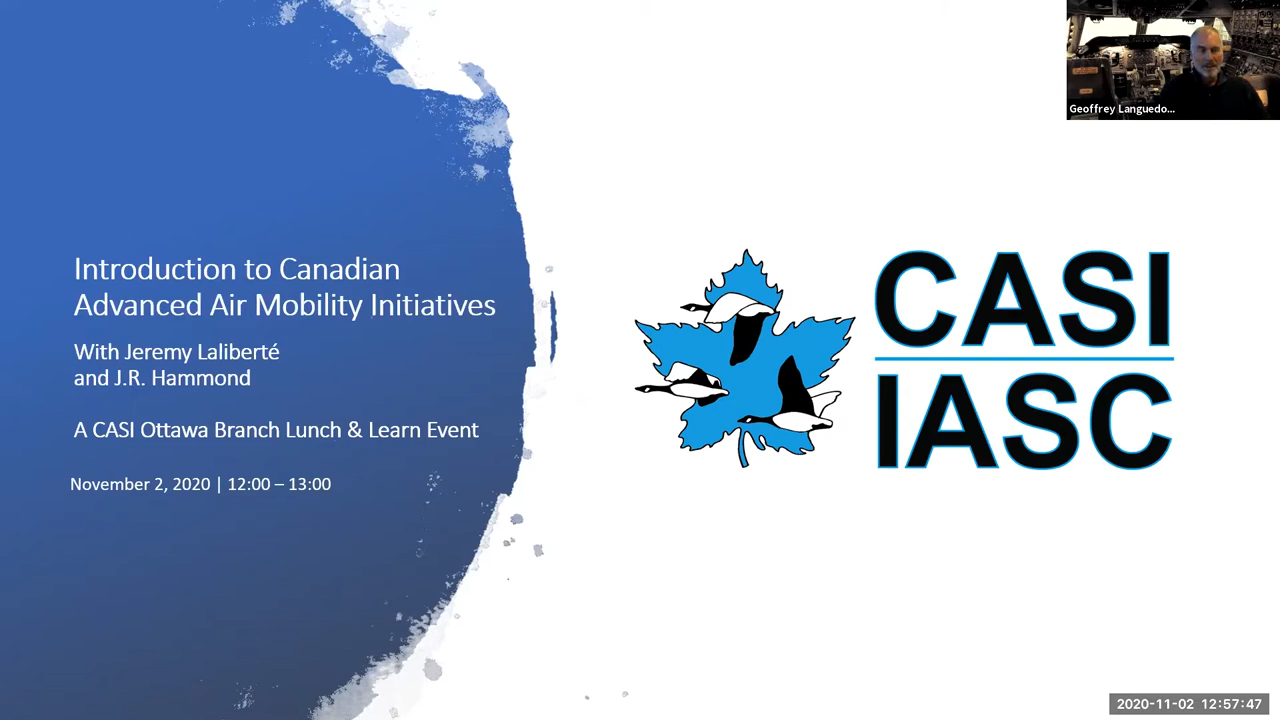 Geoffrey Languedo...
Introduction to Canadian
Advanced Air Mobility Initiatives
With Jeremy Laliberté
and J.R. Hammond
A CASI Ottawa Branch Lunch & Learn Event
November 2, 2020 | 12:00 – 13:00
CASI
IASC
2020-11-02 12:57:47